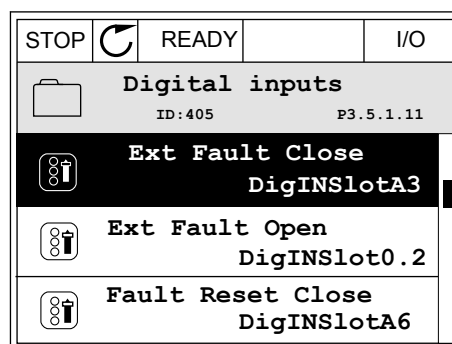 STOP READY I/O
Digital inputs
ID:405 P3.5.1.11
Ext Fault Close
DigINSlotA3
Ext Fault Open
DigINSlot0.2
Fault Reset Close
DigINSlotA6